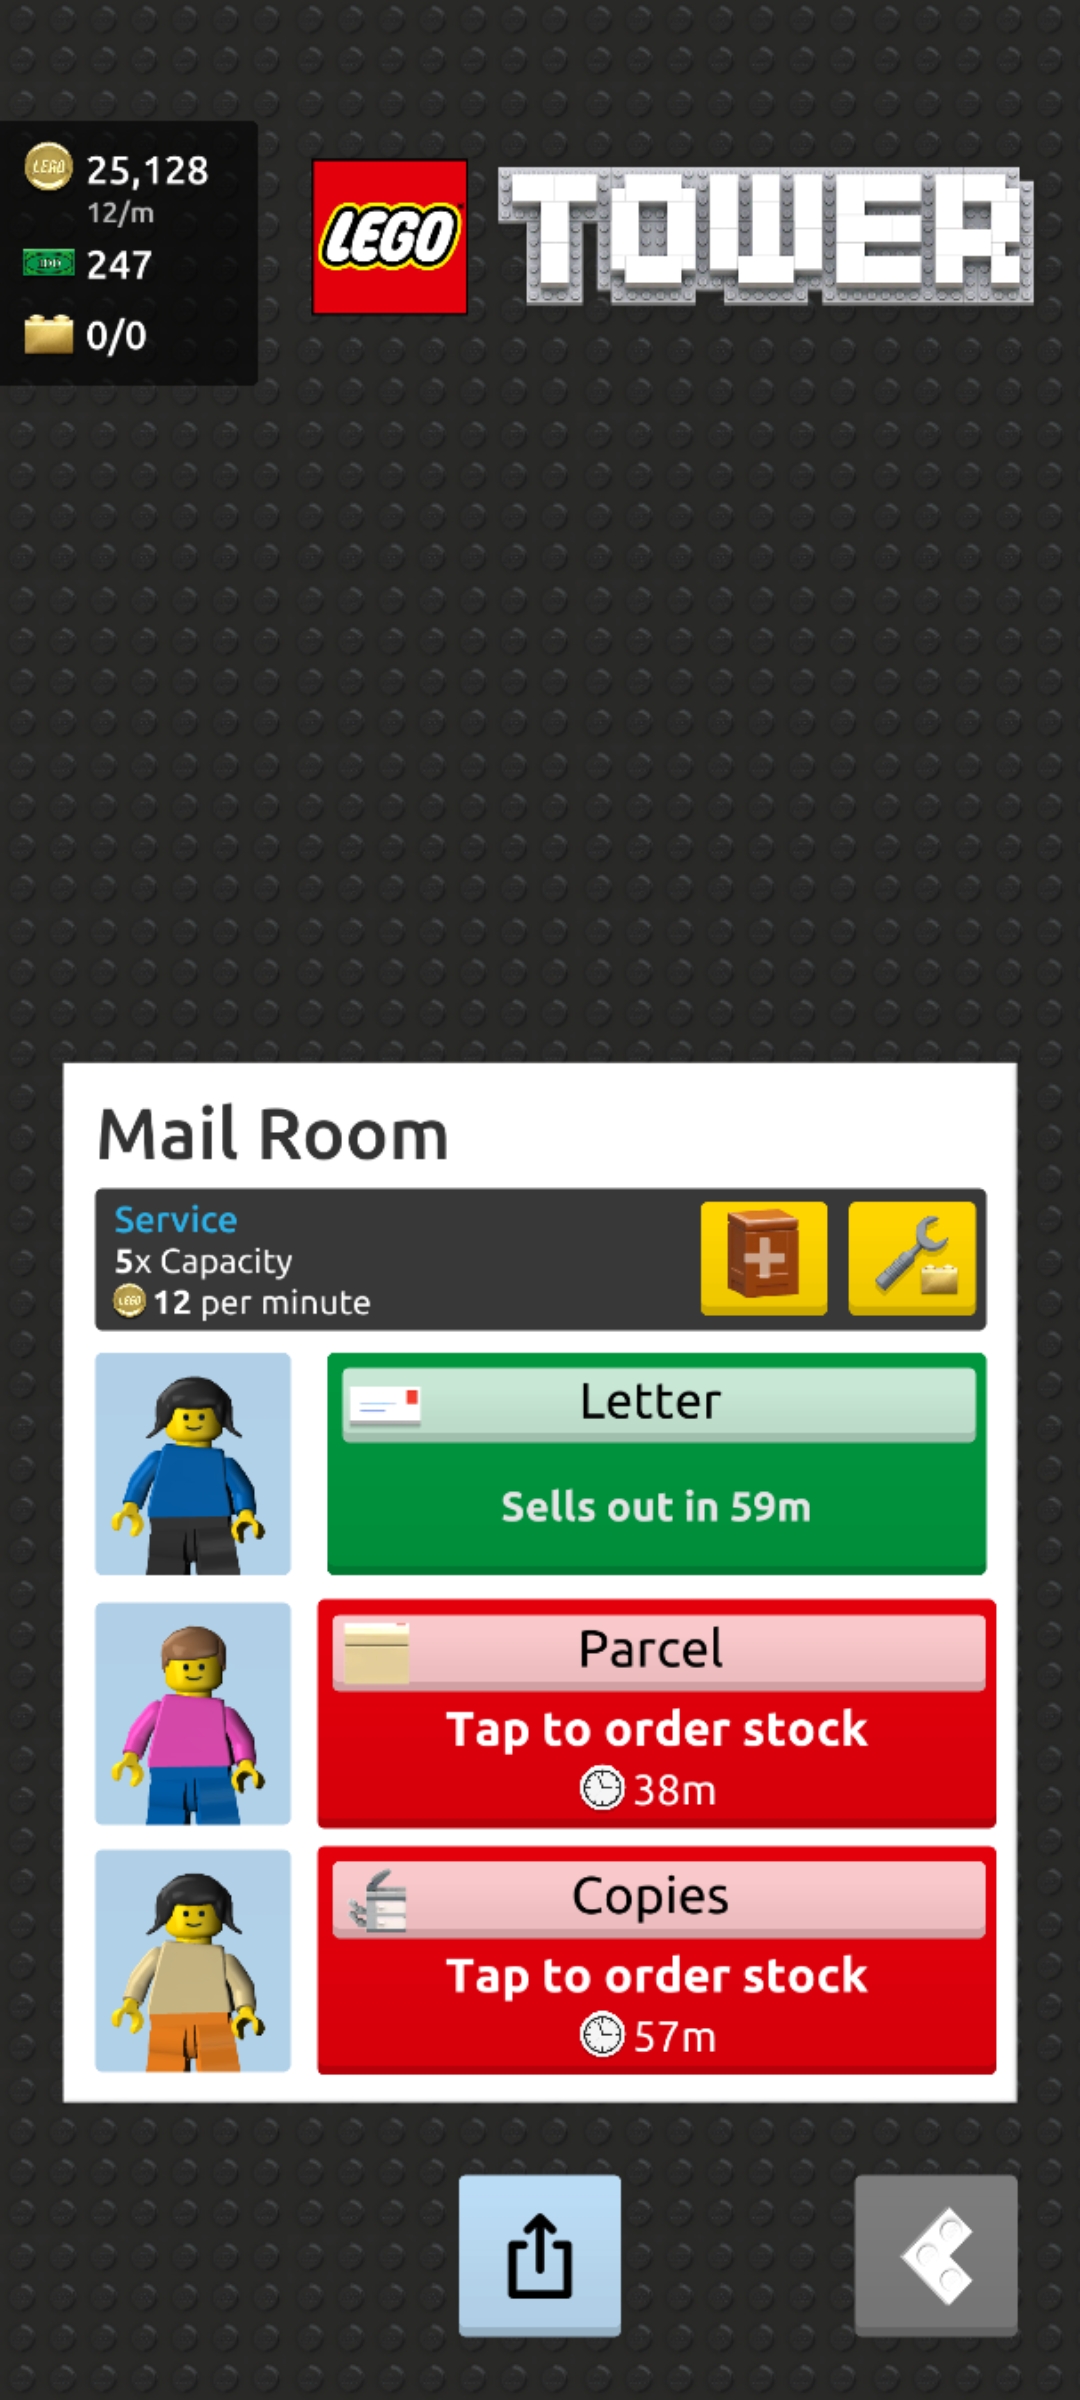 25,128
12/m
247
0/0
LEGO TOWER
Mail Room
Service
5x Capacity
12 per minute
Letter
Sells out in 59m
Parcel
Tap to order stock
38m
Copies
Tap to order stock
57m